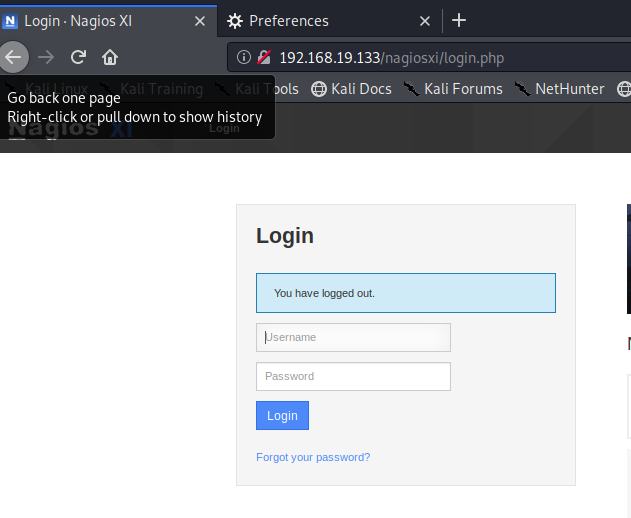 Login · Nagios XI
Preferences
192.168.19.133/nagiosxi/login.php
Kali Linux Kali Training Kali Tools Kali Docs Kali Forums NetHunter
Go back one page
Right-click or pull down to show history
Nagios XI Login
Login
You have logged out.
Username
Password
Login
Forgot your password?